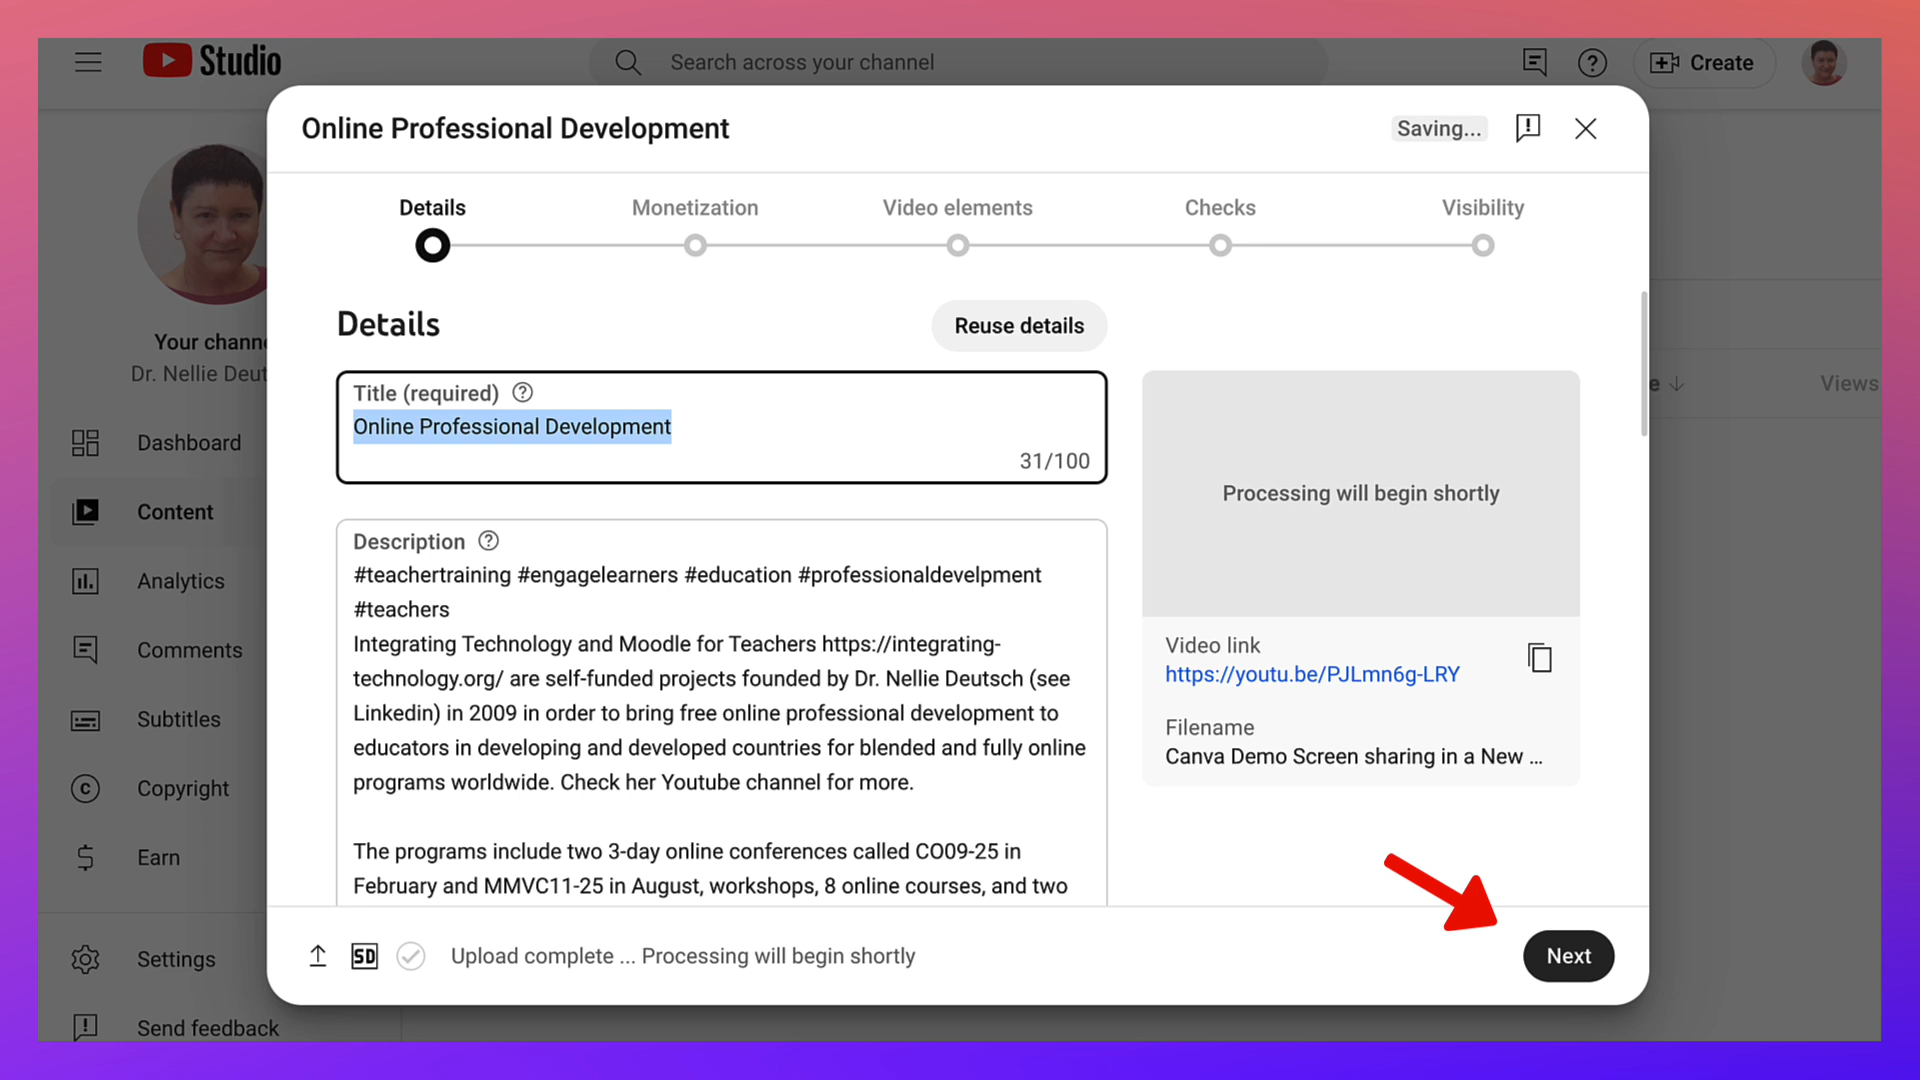 Studio
Search across your channel
Create
Online Professional Development
Saving...
Details
Monetization
Video elements
Checks
Visibility
Details
Reuse details
Title (required)
Online Professional Development
31/100
Description
#teachertraining #engagelearners #education #professionaldevelpment
#teachers
Integrating Technology and Moodle for Teachers https://integrating-
technology.org/ are self-funded projects founded by Dr. Nellie Deutsch (see
Linkedin) in 2009 in order to bring free online professional development to
educators in developing and developed countries for blended and fully online
programs worldwide. Check her Youtube channel for more.
The programs include two 3-day online conferences called CO09-25 in
February and MMVC11-25 in August, workshops, 8 online courses, and two
Processing will begin shortly
Video link
https://youtu.be/PJLmn6g-LRY
Filename
Canva Demo Screen sharing in a New ...
SD
Upload complete ... Processing will begin shortly
Next
Your channe
Dr. Nellie Deut
Dashboard
Content
Analytics
Comments
Subtitles
Copyright
Earn
Settings
Send feedback
e
Views